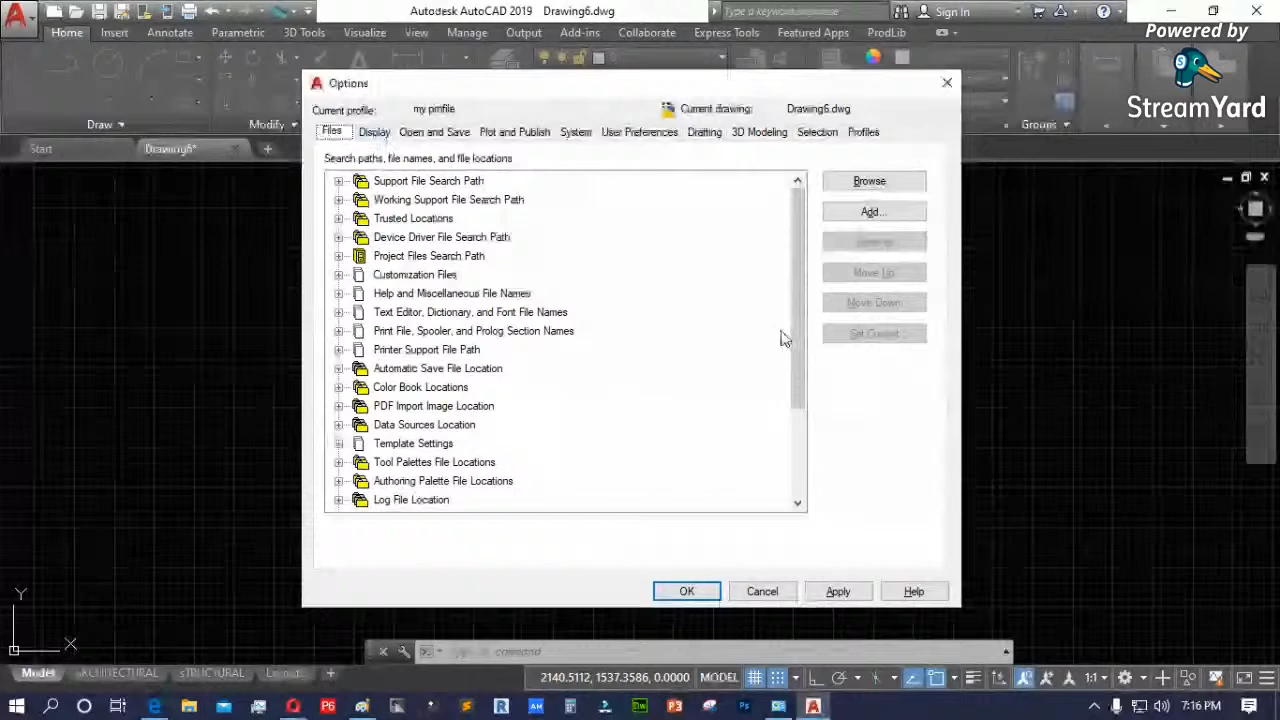 Autodesk AutoCAD 2019 Drawing6.dwg
Type a keyword or phrase
Sign In
Home Insert Annotate Parametric 3D Tools Visualize View Manage Output Add-ins Collaborate Express Tools Featured Apps ProdLib
Powered by
StreamYard
Draw
Modify
Groups
Start
Drawing6*
Options
Current profile: my profile
Current drawing: Drawing6.dwg
Files Display Open and Save Plot and Publish System User Preferences Drafting 3D Modeling Selection Profiles
Search paths, file names, and file locations
Support File Search Path
Working Support File Search Path
Trusted Locations
Device Driver File Search Path
Project Files Search Path
Customization Files
Help and Miscellaneous File Names
Text Editor, Dictionary, and Font File Names
Print File, Spooler, and Prolog Section Names
Printer Support File Path
Automatic Save File Location
Color Book Locations
PDF Import Image Location
Data Sources Location
Template Settings
Tool Palettes File Locations
Authoring Palette File Locations
Log File Location
Browse
Add...
Move Up
Move Down
Set Current
OK Cancel Apply Help
Y
X
command
Model ARCHITECTURAL sTRUCTURAL
2140.5112, 1537.3586, 0.0000 MODEL
1:1
7:16 PM